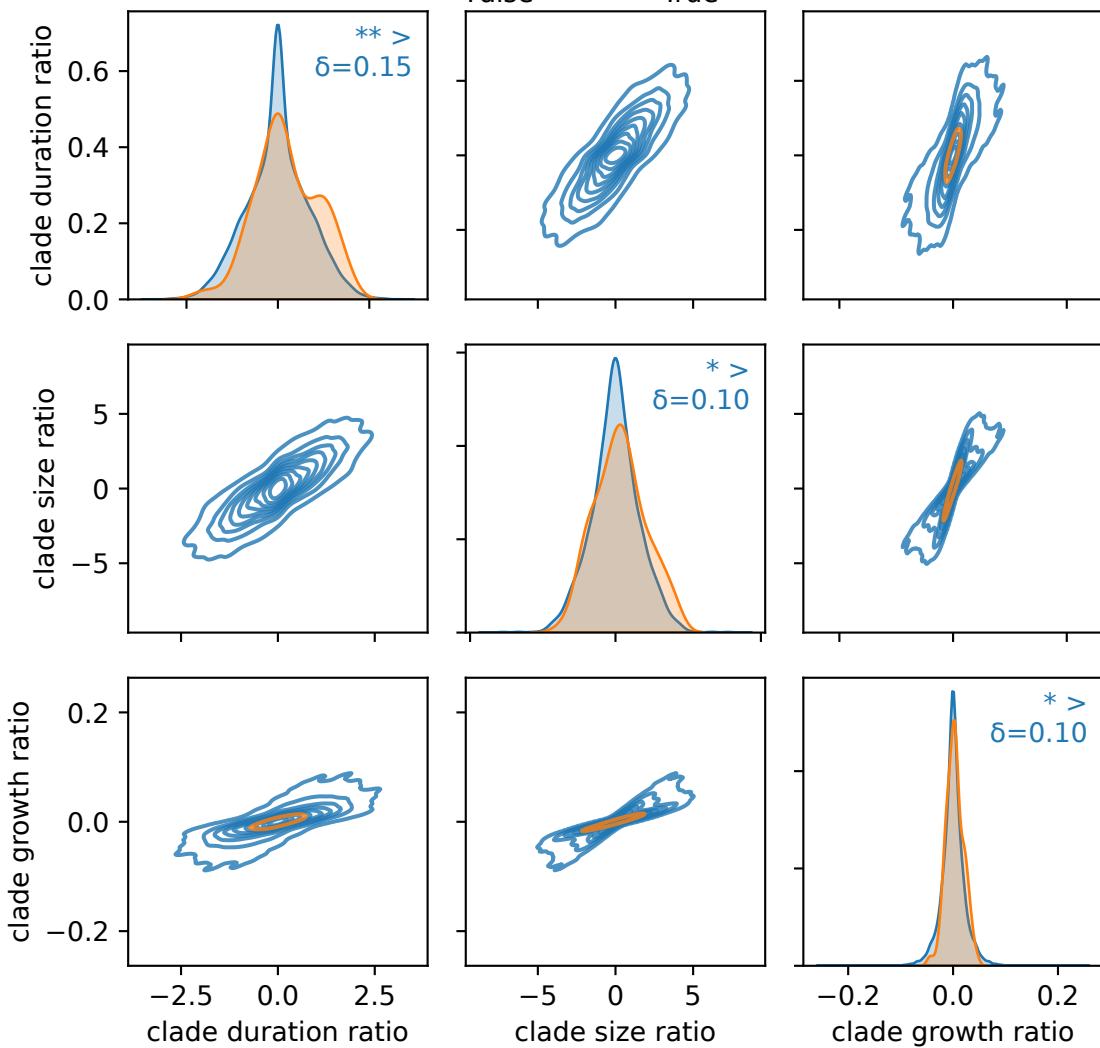 clade duration ratio
0.6
0.4
0.2
0.0
** >
δ=0.15
clade size ratio
5
0
−5
* >
δ=0.10
clade growth ratio
0.2
0.0
−0.2
* >
δ=0.10
−2.5 0.0 2.5
−5 0 5
−0.2 0.0 0.2
clade duration ratio
clade size ratio
clade growth ratio